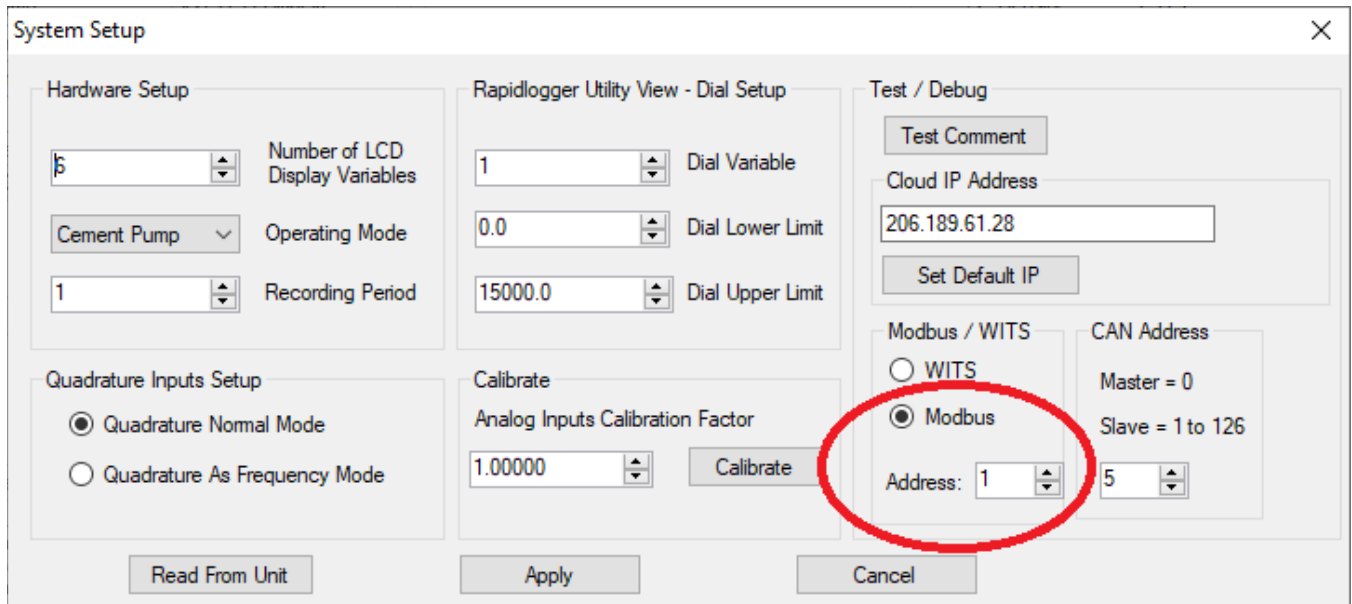 System Setup
Hardware Setup
6
Number of LCD
Display Variables
Cement Pump
Operating Mode
1
Recording Period
Rapidlogger Utility View - Dial Setup
1
Dial Variable
0.0
Dial Lower Limit
15000.0
Dial Upper Limit
Test / Debug
Test Comment
Cloud IP Address
206.189.61.28
Set Default IP
Quadrature Inputs Setup
Quadrature Normal Mode
Quadrature As Frequency Mode
Calibrate
Analog Inputs Calibration Factor
1.00000
Calibrate
Modbus / WITS
WITS
Modbus
Address:
1
CAN Address
Master = 0
Slave = 1 to 126
5
Read From Unit
Apply
Cancel